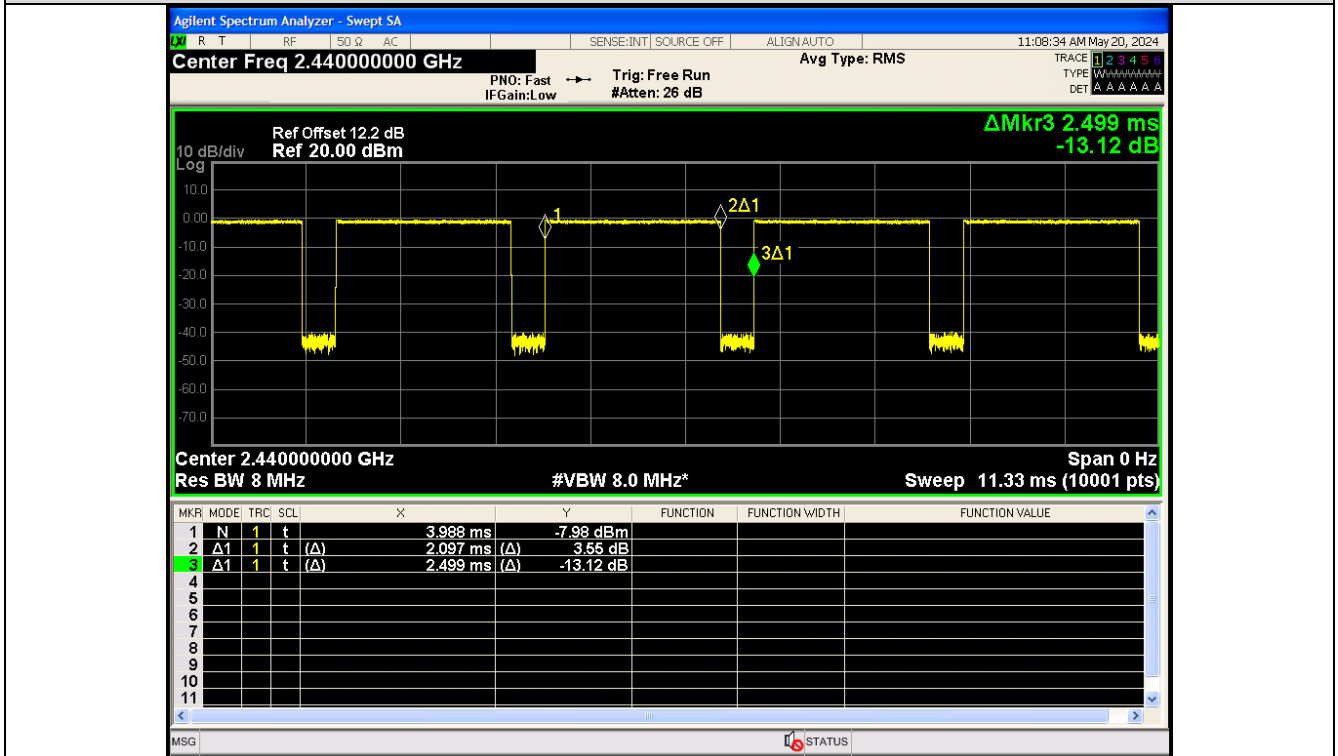 Agilent Spectrum Analyzer - Swept SA
LXI R T RF 50 Ω AC SENSE:INT SOURCE OFF ALIGN AUTO 11:08:34 AM May 20, 2024
Center Freq 2.440000000 GHz Avg Type: RMS TRACE 1 2 3 4 5 6
PNO: Fast Trig: Free Run TYPE W
IFGain:Low #Atten: 26 dB DET A A A A A A
ΔMkr3 2.499 ms
-13.12 dB
Ref Offset 12.2 dB
10 dB/div Ref 20.00 dBm
Log
10.0
0.00
-10.0
-20.0
-30.0
-40.0
-50.0
-60.0
-70.0
1
2Δ1
3Δ1
Center 2.440000000 GHz Span 0 Hz
Res BW 8 MHz #VBW 8.0 MHz* Sweep 11.33 ms (10001 pts)
MKR MODE TRC SCL X Y FUNCTION FUNCTION WIDTH FUNCTION VALUE
1 N 1 t 3.988 ms -7.98 dBm
2 Δ1 1 t (Δ) 2.097 ms (Δ) 3.55 dB
3 Δ1 1 t (Δ) 2.499 ms (Δ) -13.12 dB
4
5
6
7
8
9
10
11
MSG STATUS